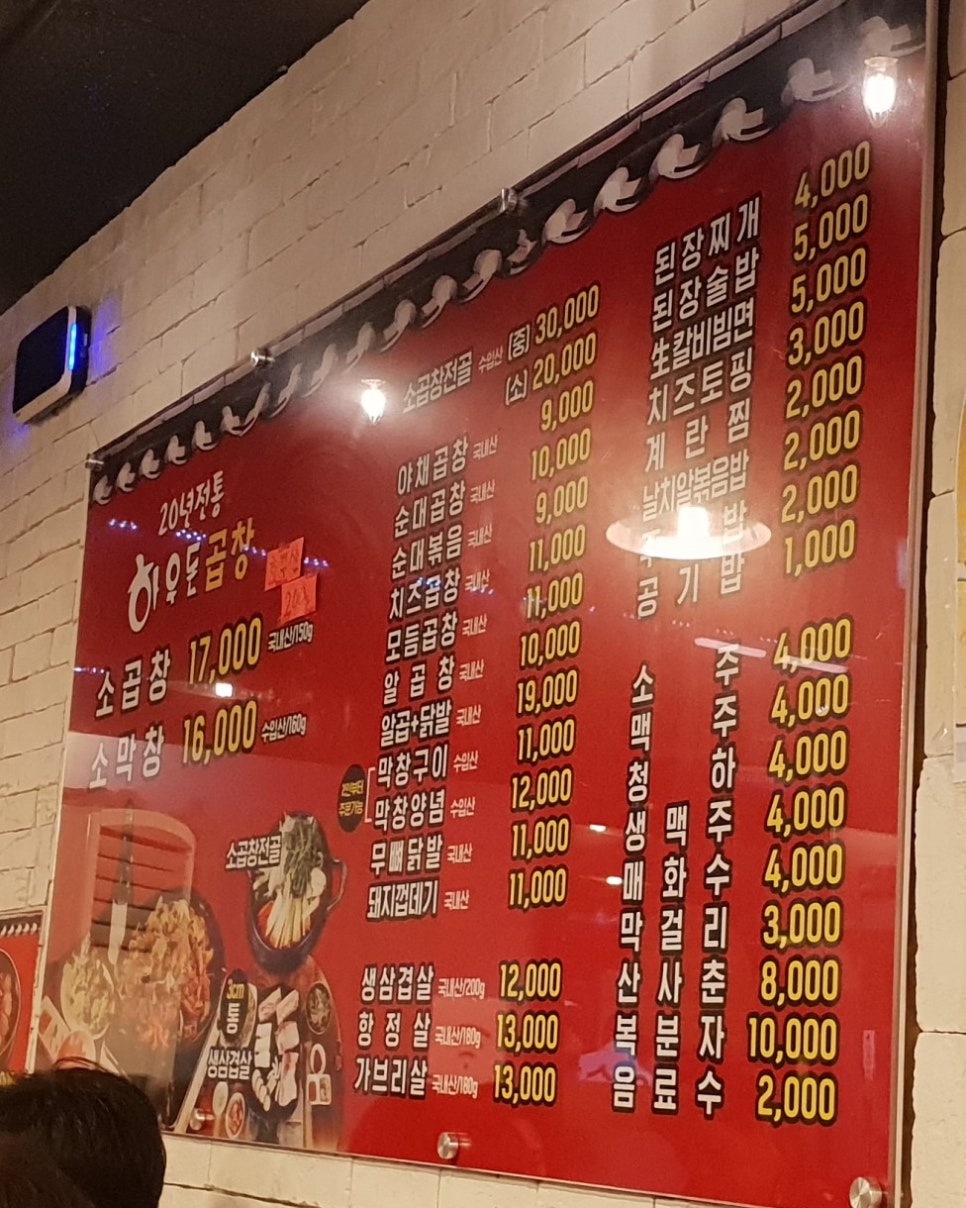 20년전통
하오돈곱창
소곱창 17,000 국내산/150g
소막창 16,000 수입산/160g
소곱창전골
3cm
통
생삼겹살
소곱창전골 수입산 (중) 30,000
(소) 20,000
야채곱창 국내산 9,000
순대곱창 국내산 10,000
순대볶음 국내산 9,000
치즈곱창 국내산 11,000
모듬곱창 국내산 11,000
알곱창 국내산 10,000
알곱+닭발 국내산 19,000
2인부터
주문가능
막창구이 수입산 11,000
막창양념 수입산 12,000
무뼈닭발 국내산 11,000
돼지껍데기 국내산 11,000
생삼겹살 국내산/200g 12,000
항정살 국내산/180g 13,000
가브리살 국내산/180g 13,000
된장찌개 4,000
된장술밥 5,000
生칼비빔면 5,000
치즈토핑 3,000
계란찜 2,000
날치알볶음밥 2,000
밥 2,000
공기밥 1,000
소주 4,000
맥주 4,000
청하 4,000
생맥주 4,000
매화수 4,000
막걸리 3,000
산사춘 8,000
복분자 10,000
음료수 2,000